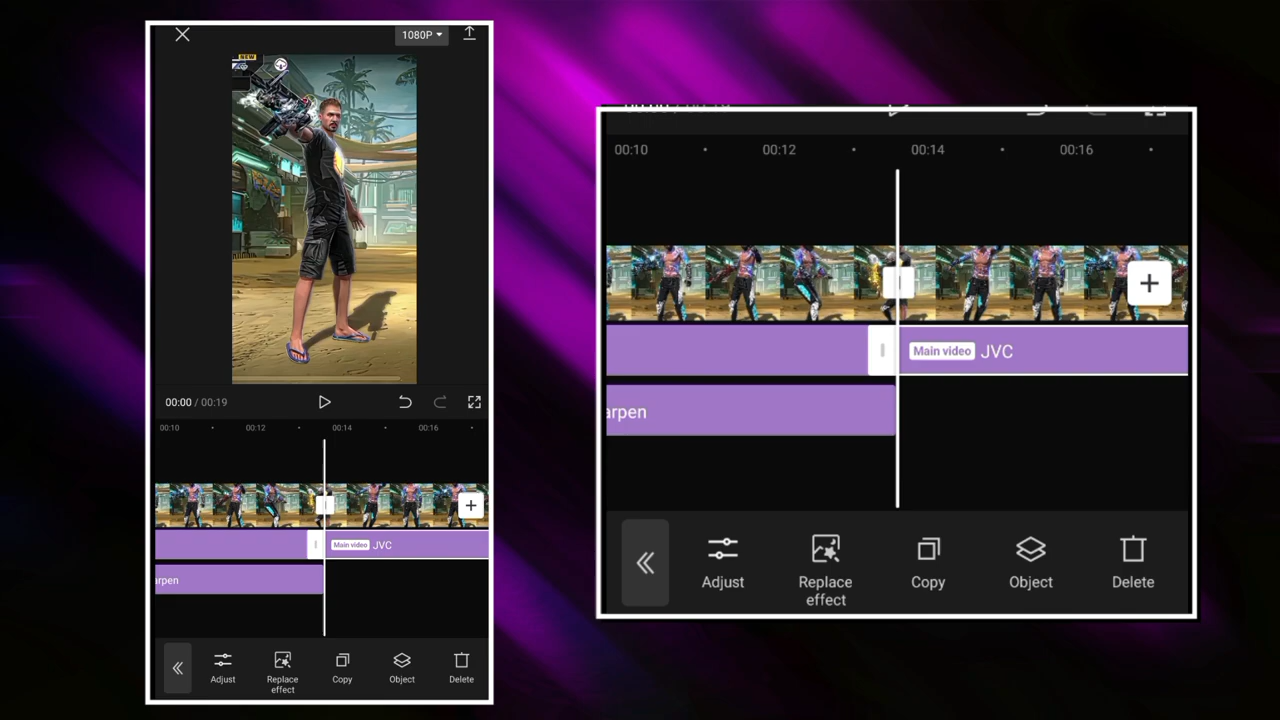 1080P
NEW
00:00 / 00:19
00:10
00:12
00:14
00:16
Main video JVC
arpen
Adjust
Replace
effect
Copy
Object
Delete
00:10
00:12
00:14
00:16
Main video JVC
arpen
Adjust
Replace
effect
Copy
Object
Delete